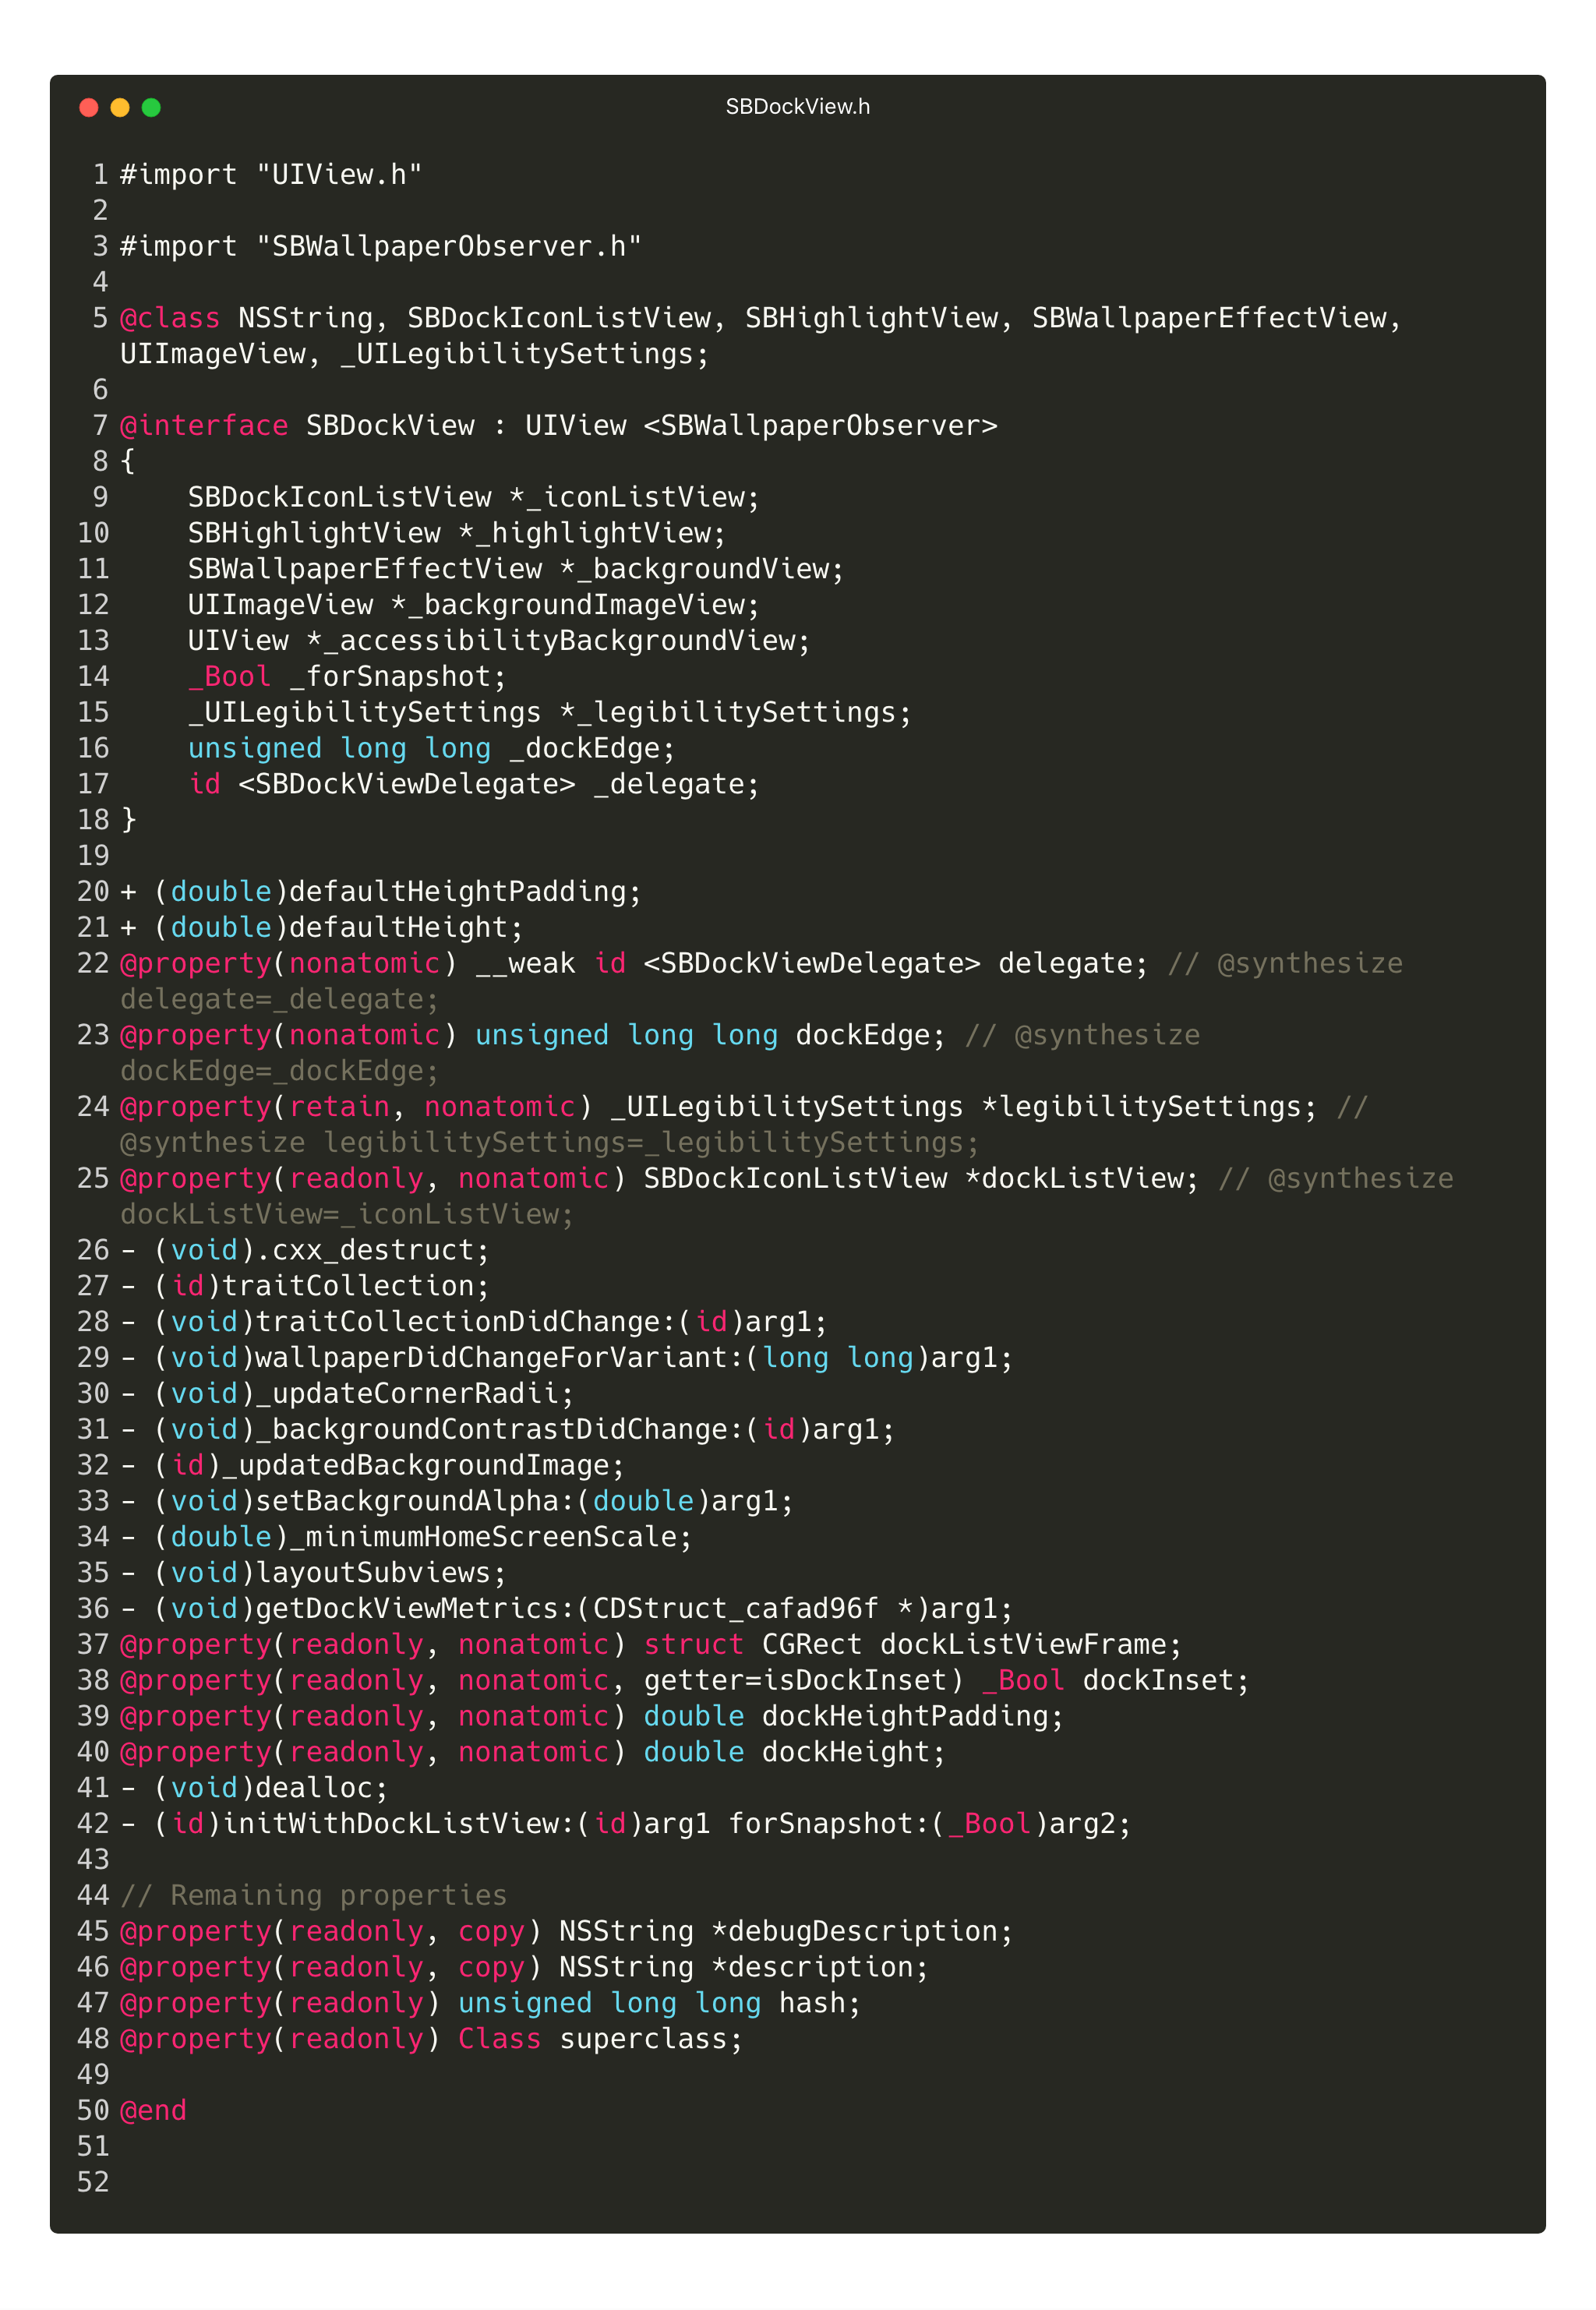 SBDockView.h
1 #import "UIView.h"
2
3 #import "SBWallpaperObserver.h"
4
5 @class NSString, SBDockIconListView, SBHighlightView, SBWallpaperEffectView,
UIImageView, _UILegibilitySettings;
6
7 @interface SBDockView : UIView <SBWallpaperObserver>
8 {
9     SBDockIconListView *_iconListView;
10     SBHighlightView *_highlightView;
11     SBWallpaperEffectView *_backgroundView;
12     UIImageView *_backgroundImageView;
13     UIView *_accessibilityBackgroundView;
14     _Bool _forSnapshot;
15     _UILegibilitySettings *_legibilitySettings;
16     unsigned long long _dockEdge;
17     id <SBDockViewDelegate> _delegate;
18 }
19
20 + (double)defaultHeightPadding;
21 + (double)defaultHeight;
22 @property(nonatomic) __weak id <SBDockViewDelegate> delegate; // @synthesize
delegate=_delegate;
23 @property(nonatomic) unsigned long long dockEdge; // @synthesize
dockEdge=_dockEdge;
24 @property(retain, nonatomic) _UILegibilitySettings *legibilitySettings; //
@synthesize legibilitySettings=_legibilitySettings;
25 @property(readonly, nonatomic) SBDockIconListView *dockListView; // @synthesize
dockListView=_iconListView;
26 - (void).cxx_destruct;
27 - (id)traitCollection;
28 - (void)traitCollectionDidChange:(id)arg1;
29 - (void)wallpaperDidChangeForVariant:(long long)arg1;
30 - (void)_updateCornerRadii;
31 - (void)_backgroundContrastDidChange:(id)arg1;
32 - (id)_updatedBackgroundImage;
33 - (void)setBackgroundAlpha:(double)arg1;
34 - (double)_minimumHomeScreenScale;
35 - (void)layoutSubviews;
36 - (void)getDockViewMetrics:(CDStruct_cafad96f *)arg1;
37 @property(readonly, nonatomic) struct CGRect dockListViewFrame;
38 @property(readonly, nonatomic, getter=isDockInset) _Bool dockInset;
39 @property(readonly, nonatomic) double dockHeightPadding;
40 @property(readonly, nonatomic) double dockHeight;
41 - (void)dealloc;
42 - (id)initWithDockListView:(id)arg1 forSnapshot:(_Bool)arg2;
43
44 // Remaining properties
45 @property(readonly, copy) NSString *debugDescription;
46 @property(readonly, copy) NSString *description;
47 @property(readonly) unsigned long long hash;
48 @property(readonly) Class superclass;
49
50 @end
51
52